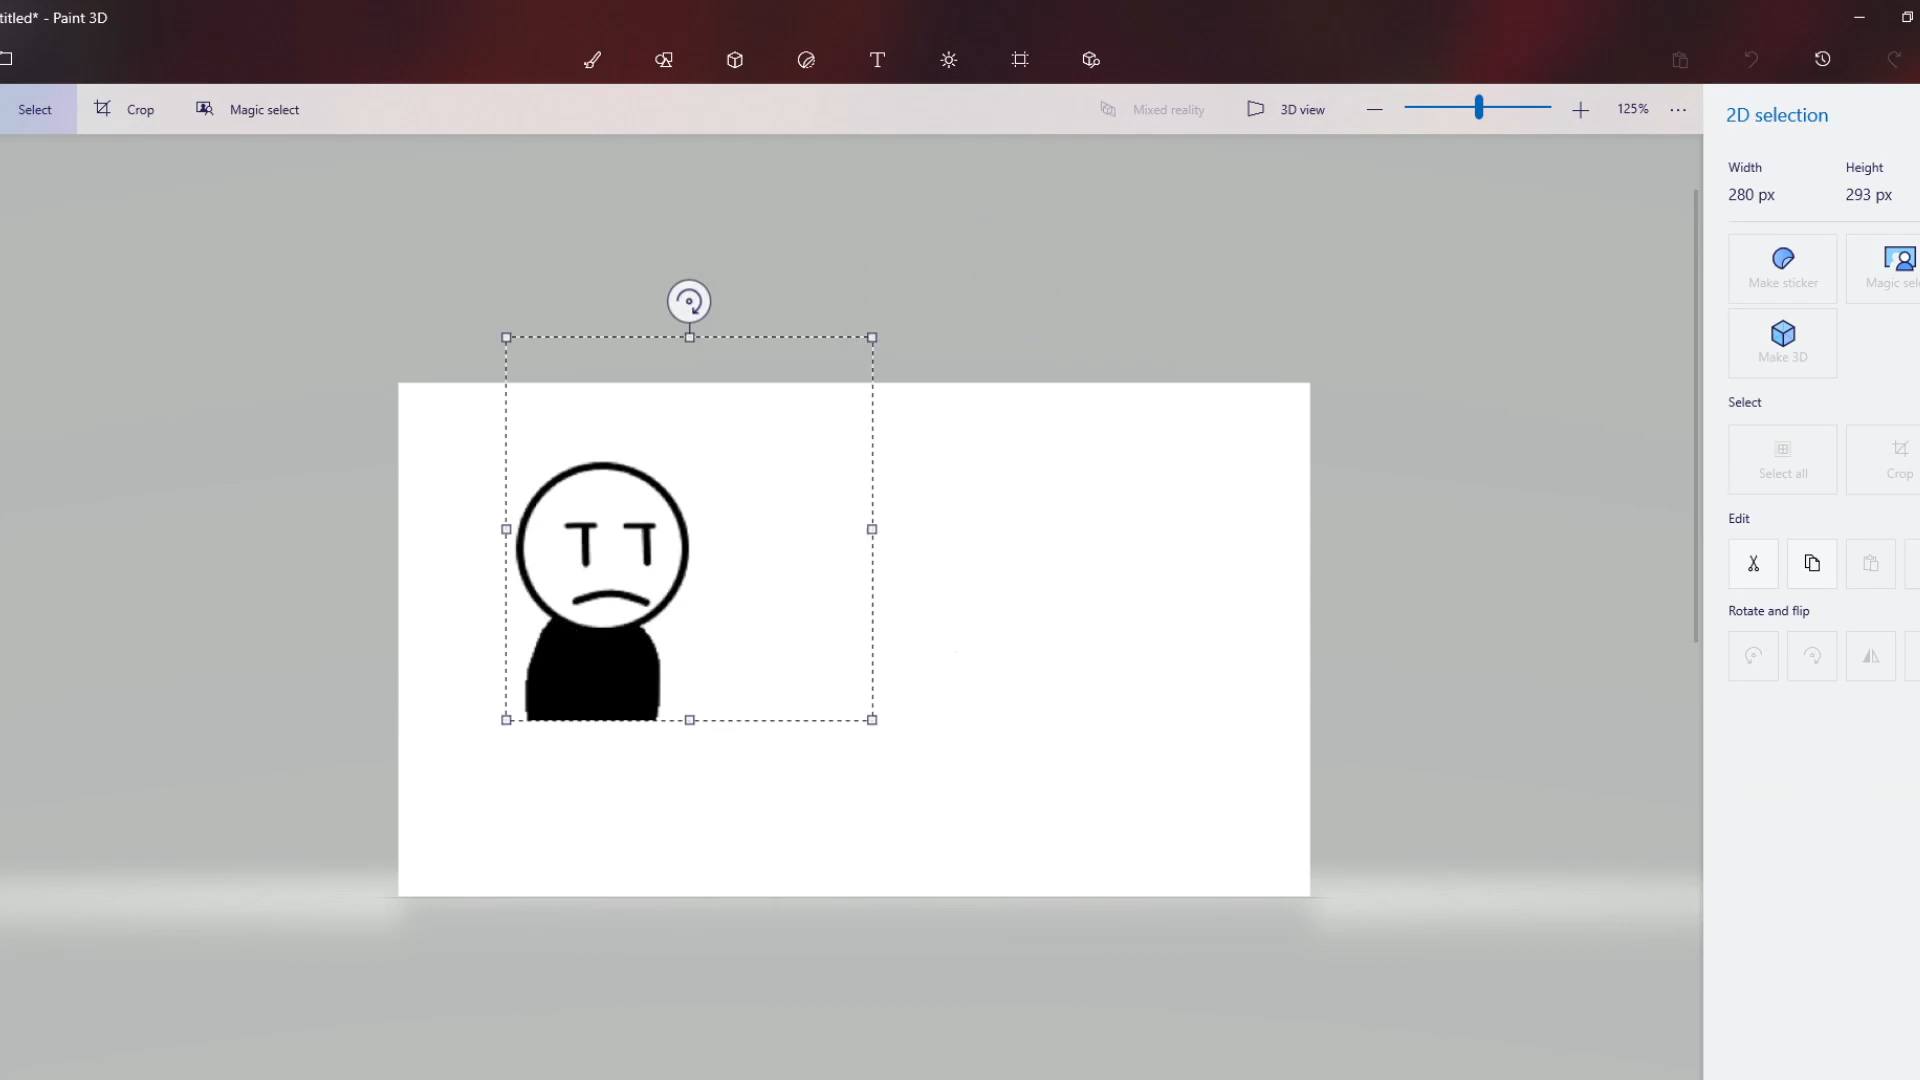 titled* - Paint 3D
Select
Crop
Magic select
Mixed reality
3D view
125%
2D selection
Width
Height
280 px
293 px
Make sticker
Magic sele
Make 3D
Select
Select all
Crop
Edit
Rotate and flip
T T